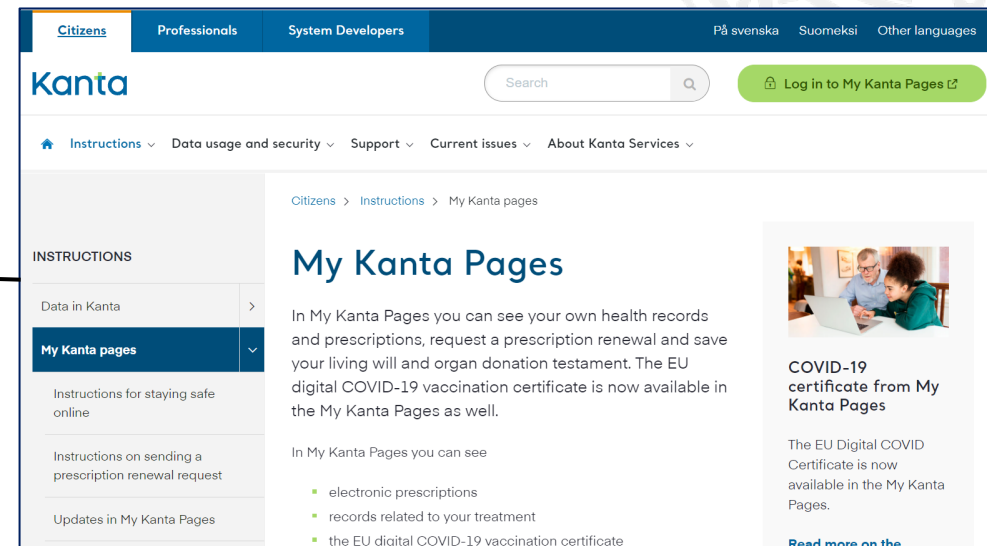 Citizens Professionals System Developers På svenska Suomeksi Other languages
Kanta Search Log in to My Kanta Pages
Instructions Data usage and security Support Current issues About Kanta Services
Citizens > Instructions > My Kanta pages
INSTRUCTIONS
Data in Kanta
My Kanta pages
Instructions for staying safe
online
Instructions on sending a
prescription renewal request
Updates in My Kanta Pages
My Kanta Pages
In My Kanta Pages you can see your own health records
and prescriptions, request a prescription renewal and save
your living will and organ donation testament. The EU
digital COVID-19 vaccination certificate is now available in
the My Kanta Pages as well.
In My Kanta Pages you can see
electronic prescriptions
records related to your treatment
the EU digital COVID-19 vaccination certificate
COVID-19
certificate from My
Kanta Pages
The EU Digital COVID
Certificate is now
available in the My Kanta
Pages.
Read more on the